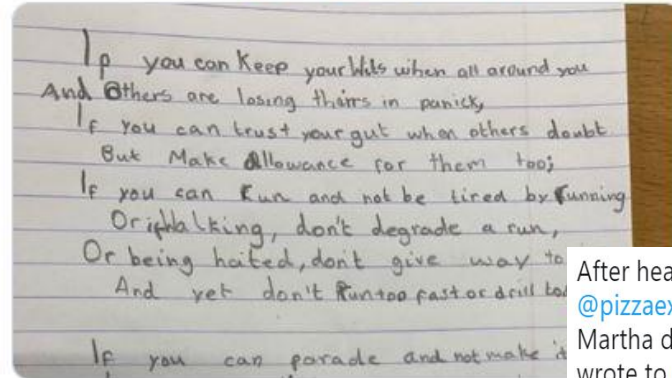 If you can keep your Wits when all around you
And Others are losing thairs in panick,
If you can trust your gut when others doubt
But Make Allowance for them too;
If you can Run and not be tired by Running
Or if Walking, don't degrade a run,
Or being haited, don't give way to
And yet don't Run too fast or drill
If you can parade and not make it
After hea
@pizzaex
Martha d
wrote to